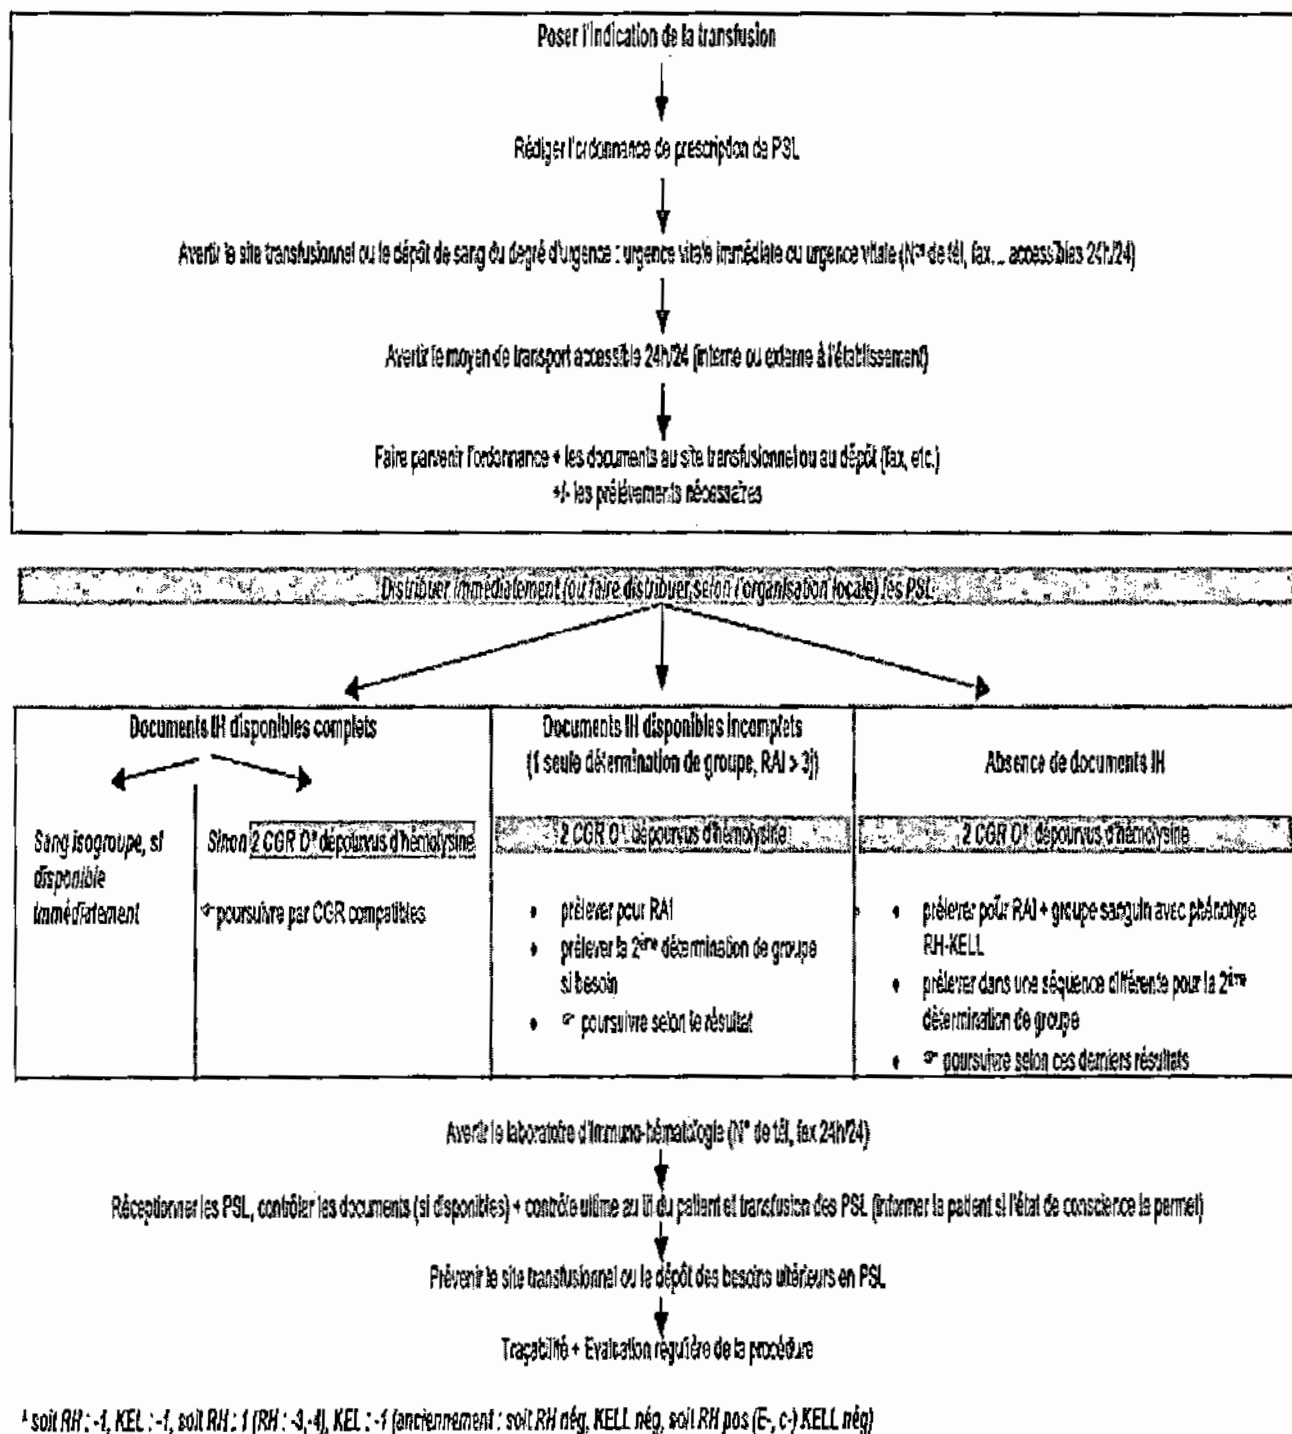 Poser l'indication de la transfusion
Rédiger l'ordonnance de prescription de PSL
Avertir le site transfusionnel ou le dépôt de sang du degré d'urgence : urgence vitale immédiate ou urgence vitale (N°s de tél, fax... accessibles 24h/24)
Avertir le moyen de transport accessible 24h/24 (interne ou externe à l'établissement)
Faire parvenir l'ordonnance + les documents au site transfusionnel ou au dépôt (fax, etc.)
+/- les prélèvements nécessaires
Distribuer immédiatement (ou faire distribuer selon l'organisation locale) les PSL
Documents IH disponibles complets
Sang isogroupe, si
disponible
immédiatement
Sinon 2 CGR O* dépourvus d'hémolysine
☞ poursuivre par CGR compatibles
Documents IH disponibles incomplets
(1 seule détermination de groupe, RAI > 3j)
2 CGR O* dépourvus d'hémolysine
• prélever pour RAI
• prélever la 2ème détermination de groupe
si besoin
• ☞ poursuivre selon le résultat
Absence de documents IH
2 CGR O* dépourvus d'hémolysine
• prélever pour RAI + groupe sanguin avec phénotype
RH-KELL
• prélever dans une séquence différente pour la 2ème
détermination de groupe
• ☞ poursuivre selon ces derniers résultats
Avertir le laboratoire d'immuno-hématologie (N° de tél, fax 24h/24)
Réceptionner les PSL, contrôler les documents (si disponibles) + contrôle ultime au lit du patient et transfusion des PSL (informer le patient si l'état de conscience le permet)
Prévenir le site transfusionnel ou le dépôt des besoins ultérieurs en PSL
Traçabilité + Evaluation régulière de la procédure
* soit RH : -1, KEL : -1, soit RH : 1 (RH : -3,-4), KEL : -1 (anciennement : soit RH nég, KELL nég, soit RH pos (E-, c-) KELL nég)